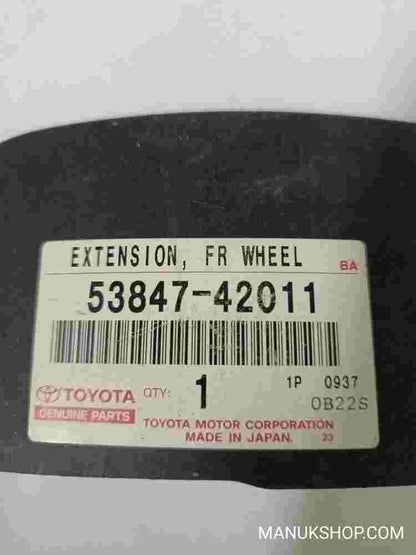 EXTENSION, FR WHEEL
BA
53847-42011
TOYOTA
GENUINE PARTS
QTY: 1
1P 0937
0B22S
TOYOTA MOTOR CORPORATION
MADE IN JAPAN. 23
MANUKSHOP.COM